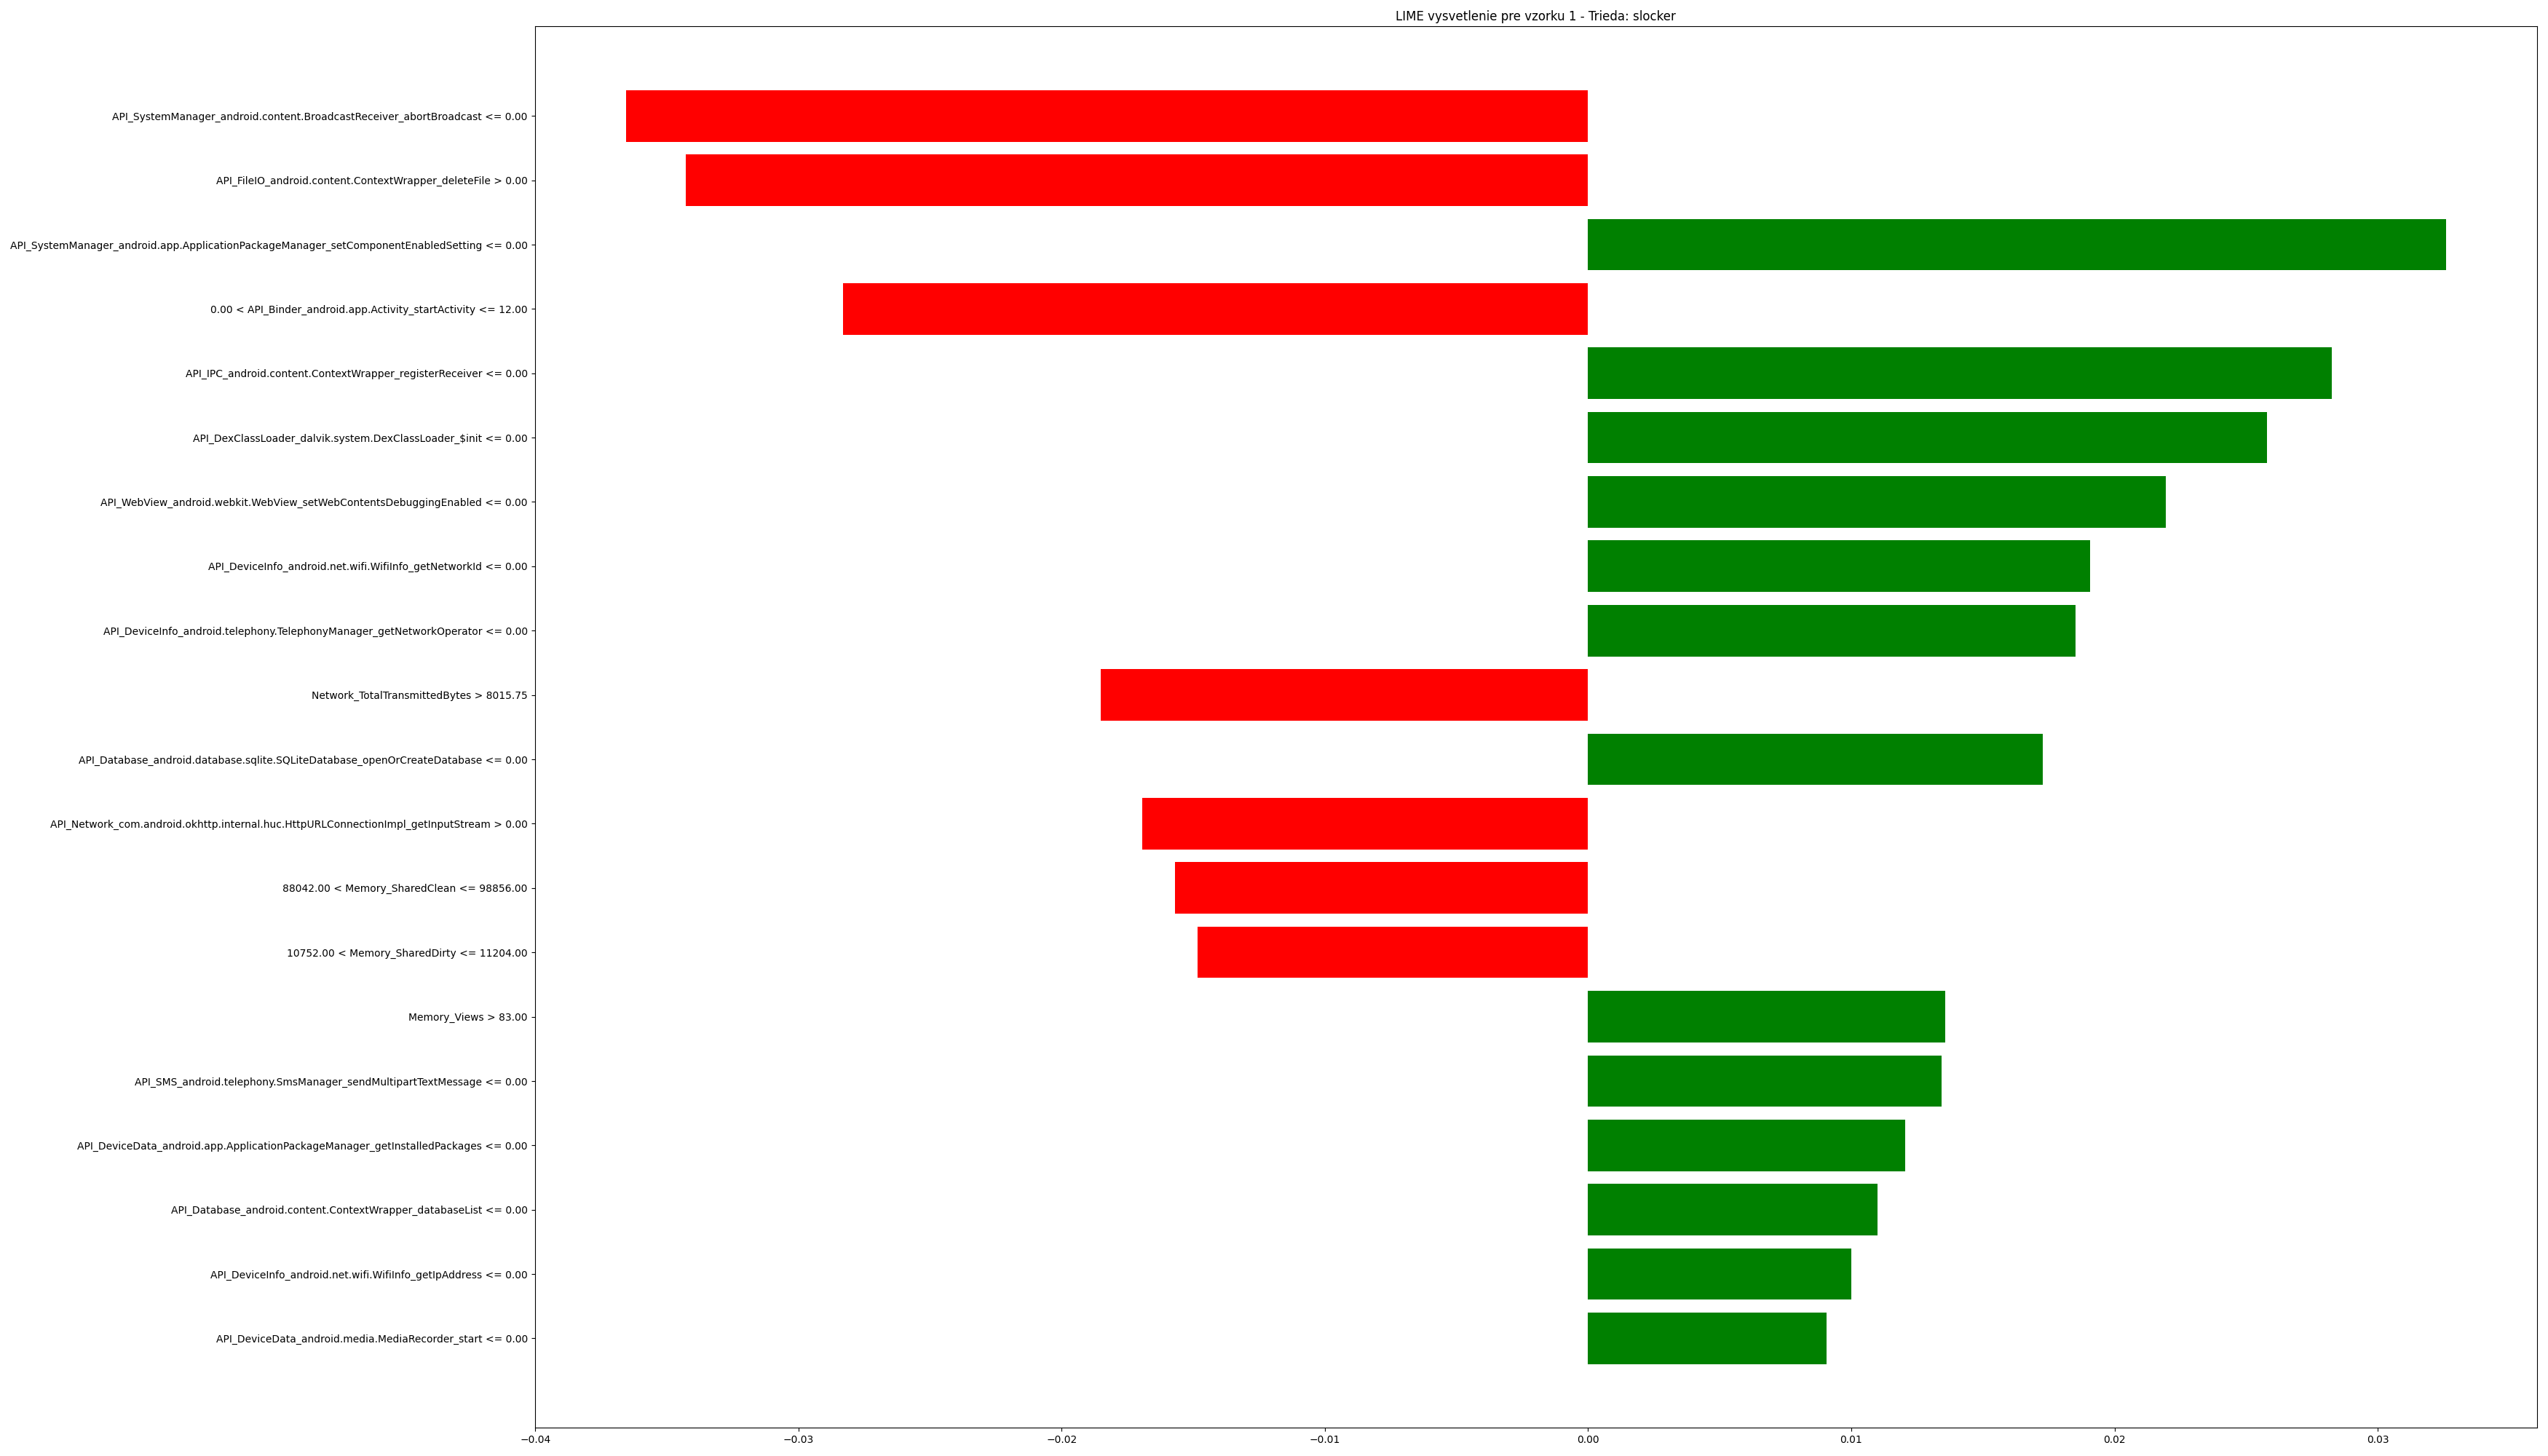 LIME vysvetlenie pre vzorku 1 - Trieda: slocker
API_SystemManager_android.content.BroadcastReceiver_abortBroadcast <= 0.00
API_FileIO_android.content.ContextWrapper_deleteFile > 0.00
API_SystemManager_android.app.ApplicationPackageManager_setComponentEnabledSetting <= 0.00
0.00 < API_Binder_android.app.Activity_startActivity <= 12.00
API_IPC_android.content.ContextWrapper_registerReceiver <= 0.00
API_DexClassLoader_dalvik.system.DexClassLoader_$init <= 0.00
API_WebView_android.webkit.WebView_setWebContentsDebuggingEnabled <= 0.00
API_DeviceInfo_android.net.wifi.WifiInfo_getNetworkId <= 0.00
API_DeviceInfo_android.telephony.TelephonyManager_getNetworkOperator <= 0.00
Network_TotalTransmittedBytes > 8015.75
API_Database_android.database.sqlite.SQLiteDatabase_openOrCreateDatabase <= 0.00
API_Network_com.android.okhttp.internal.huc.HttpURLConnectionImpl_getInputStream > 0.00
88042.00 < Memory_SharedClean <= 98856.00
10752.00 < Memory_SharedDirty <= 11204.00
Memory_Views > 83.00
API_SMS_android.telephony.SmsManager_sendMultipartTextMessage <= 0.00
API_DeviceData_android.app.ApplicationPackageManager_getInstalledPackages <= 0.00
API_Database_android.content.ContextWrapper_databaseList <= 0.00
API_DeviceInfo_android.net.wifi.WifiInfo_getIpAddress <= 0.00
API_DeviceData_android.media.MediaRecorder_start <= 0.00
−0.04 −0.03 −0.02 −0.01 0.00 0.01 0.02 0.03